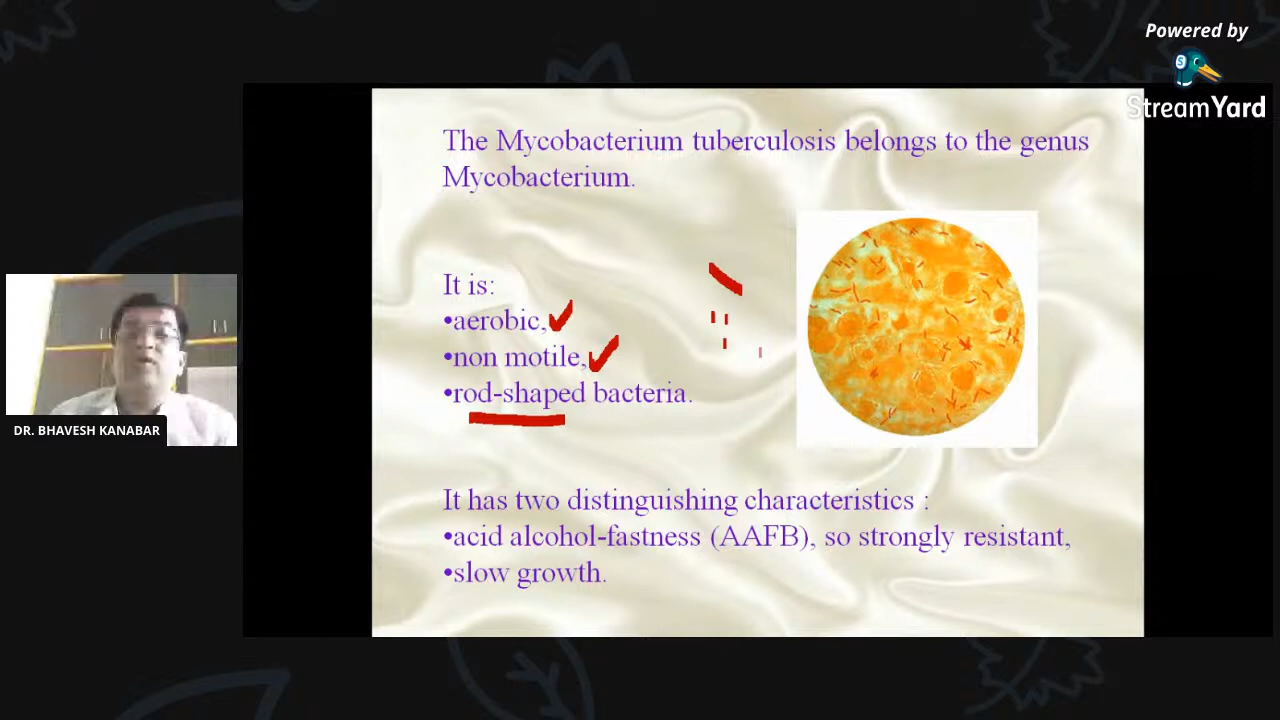 Powered by
StreamYard
The Mycobacterium tuberculosis belongs to the genus
Mycobacterium.
It is:
•aerobic,
•non motile,
•rod-shaped bacteria.
DR. BHAVESH KANABAR
It has two distinguishing characteristics :
•acid alcohol-fastness (AAFB), so strongly resistant,
•slow growth.